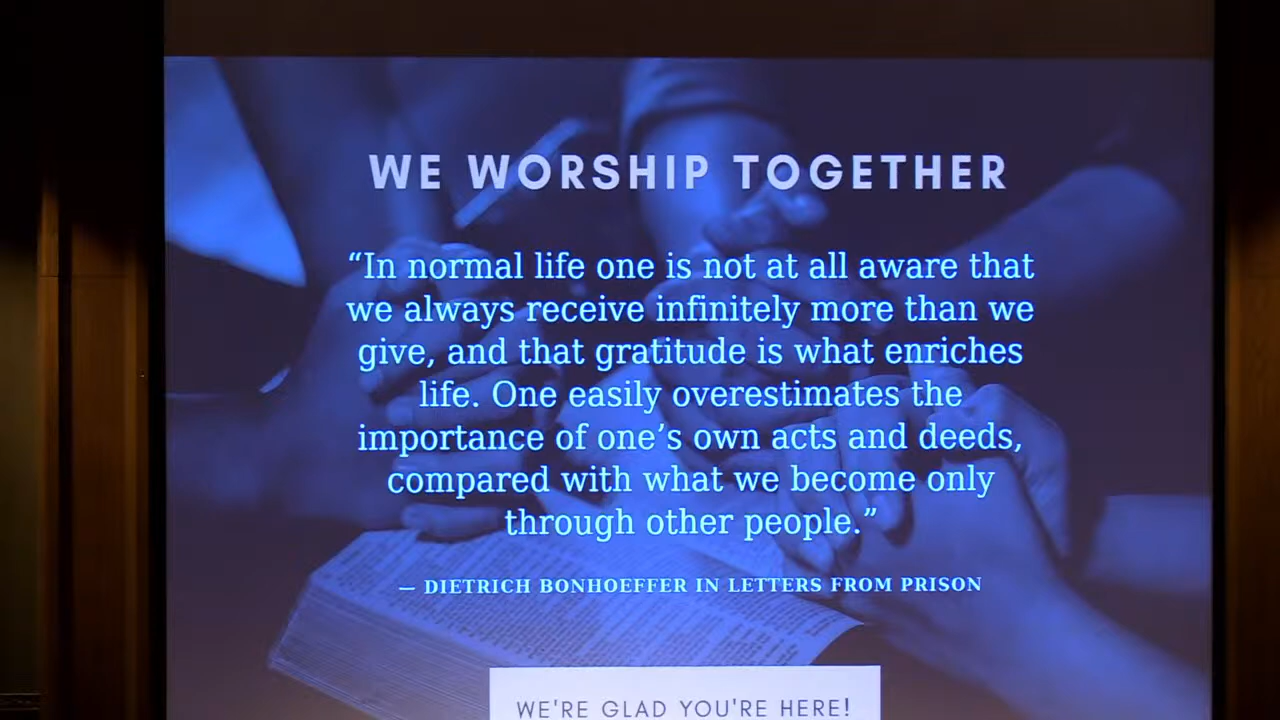 WE WORSHIP TOGETHER
“In normal life one is not at all aware that
we always receive infinitely more than we
give, and that gratitude is what enriches
life. One easily overestimates the
importance of one’s own acts and deeds,
compared with what we become only
through other people.”
— DIETRICH BONHOEFFER IN LETTERS FROM PRISON
WE'RE GLAD YOU'RE HERE!